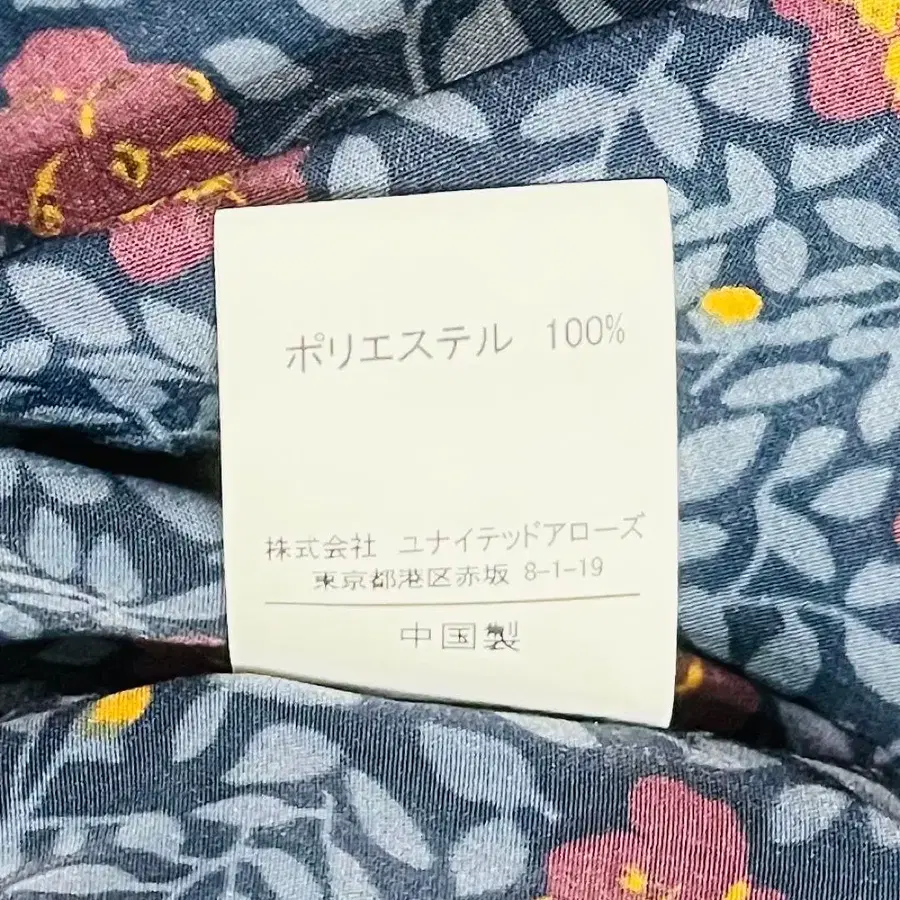 ポリエステル 100%
株式会社 ユナイテッドアローズ
東京都港区赤坂 8-1-19
中国製